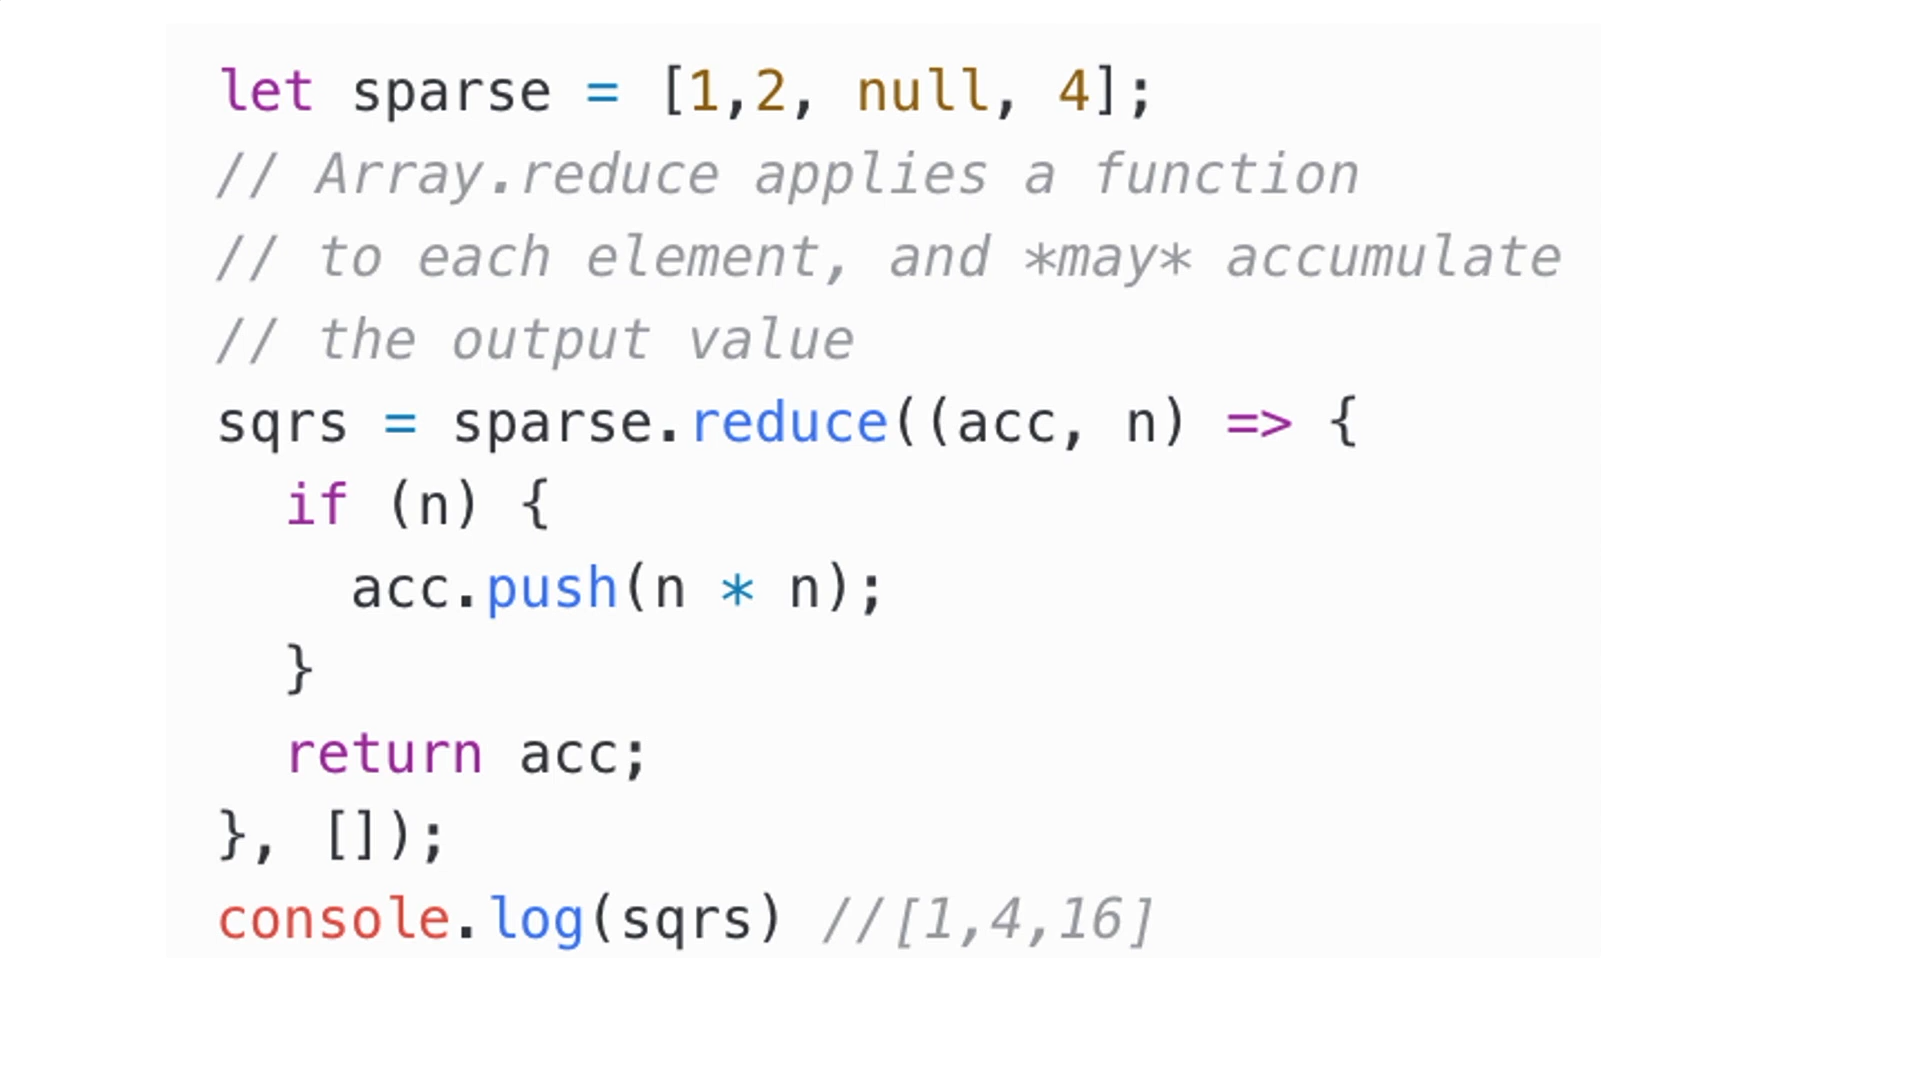 let sparse = [1,2, null, 4];
// Array.reduce applies a function
// to each element, and *may* accumulate
// the output value
sqrs = sparse.reduce((acc, n) => {
  if (n) {
    acc.push(n * n);
  }
  return acc;
}, []);
console.log(sqrs) //[1,4,16]